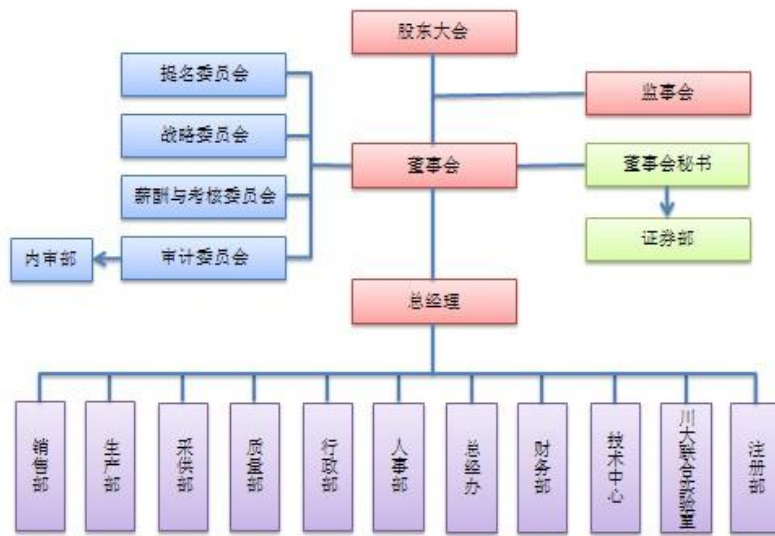 股东大会
提名委员会
监事会
战略委员会
董事会
董事会秘书
薪酬与考核委员会
内审部
审计委员会
证券部
总经理
销售部
生产部
采供部
质量部
行政部
人事部
总经办
财务部
技术中心
川大联合实验室
注册部